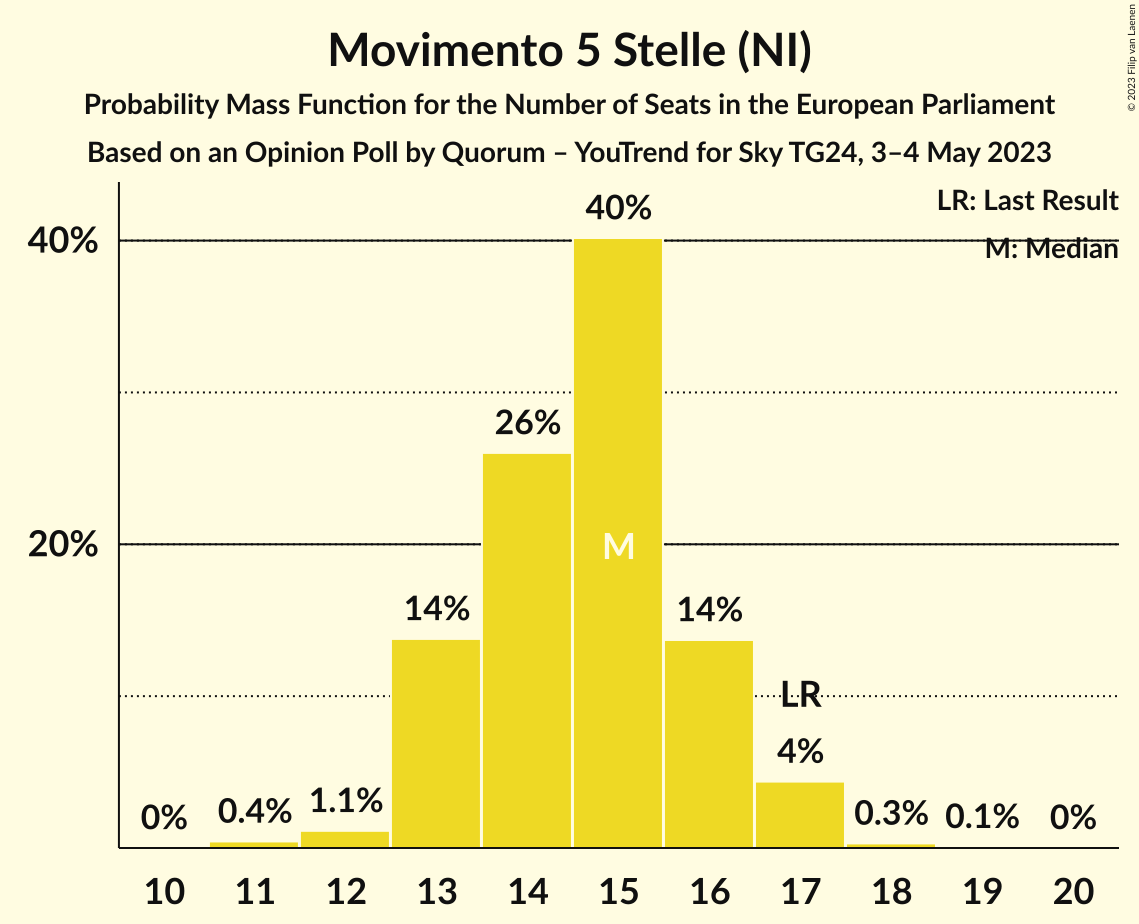 Movimento 5 Stelle (NI)
Probability Mass Function for the Number of Seats in the European Parliament
Based on an Opinion Poll by Quorum – YouTrend for Sky TG24, 3–4 May 2023
© 2023 Filip van Laenen
LR: Last Result
M: Median
40%
20%
0%
0.4%
1.1%
14%
26%
40%
M
14%
LR
4%
0.3%
0.1%
0%
10 11 12 13 14 15 16 17 18 19 20